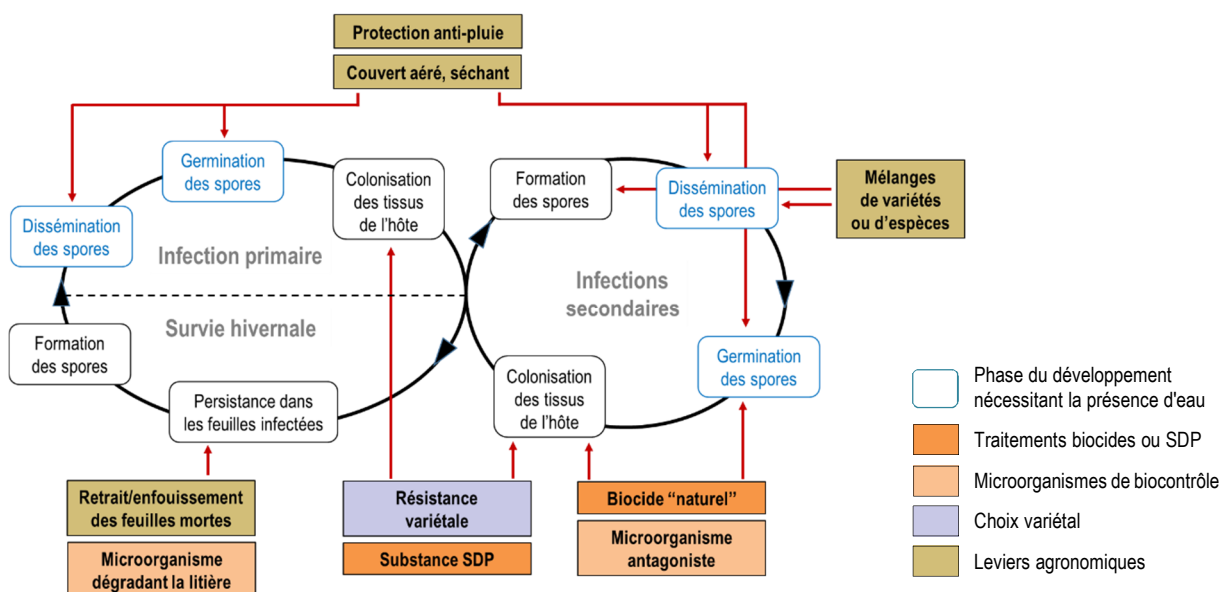 Protection anti-pluie
Couvert aéré, séchant
Germination
des spores
Colonisation
des tissus
de l'hôte
Formation
des spores
Dissémination
des spores
Mélanges
de variétés
ou d'espèces
Dissémination
des spores
Infection primaire
Infections
secondaires
Survie hivernale
Formation
des spores
Germination
des spores
Persistance dans
les feuilles infectées
Colonisation
des tissus
de l'hôte
Retrait/enfouissement
des feuilles mortes
Microorganisme
dégradant la litière
Résistance
variétale
Substance SDP
Biocide “naturel”
Microorganisme
antagoniste
Phase du développement
nécessitant la présence d'eau
Traitements biocides ou SDP
Microorganismes de biocontrôle
Choix variétal
Leviers agronomiques